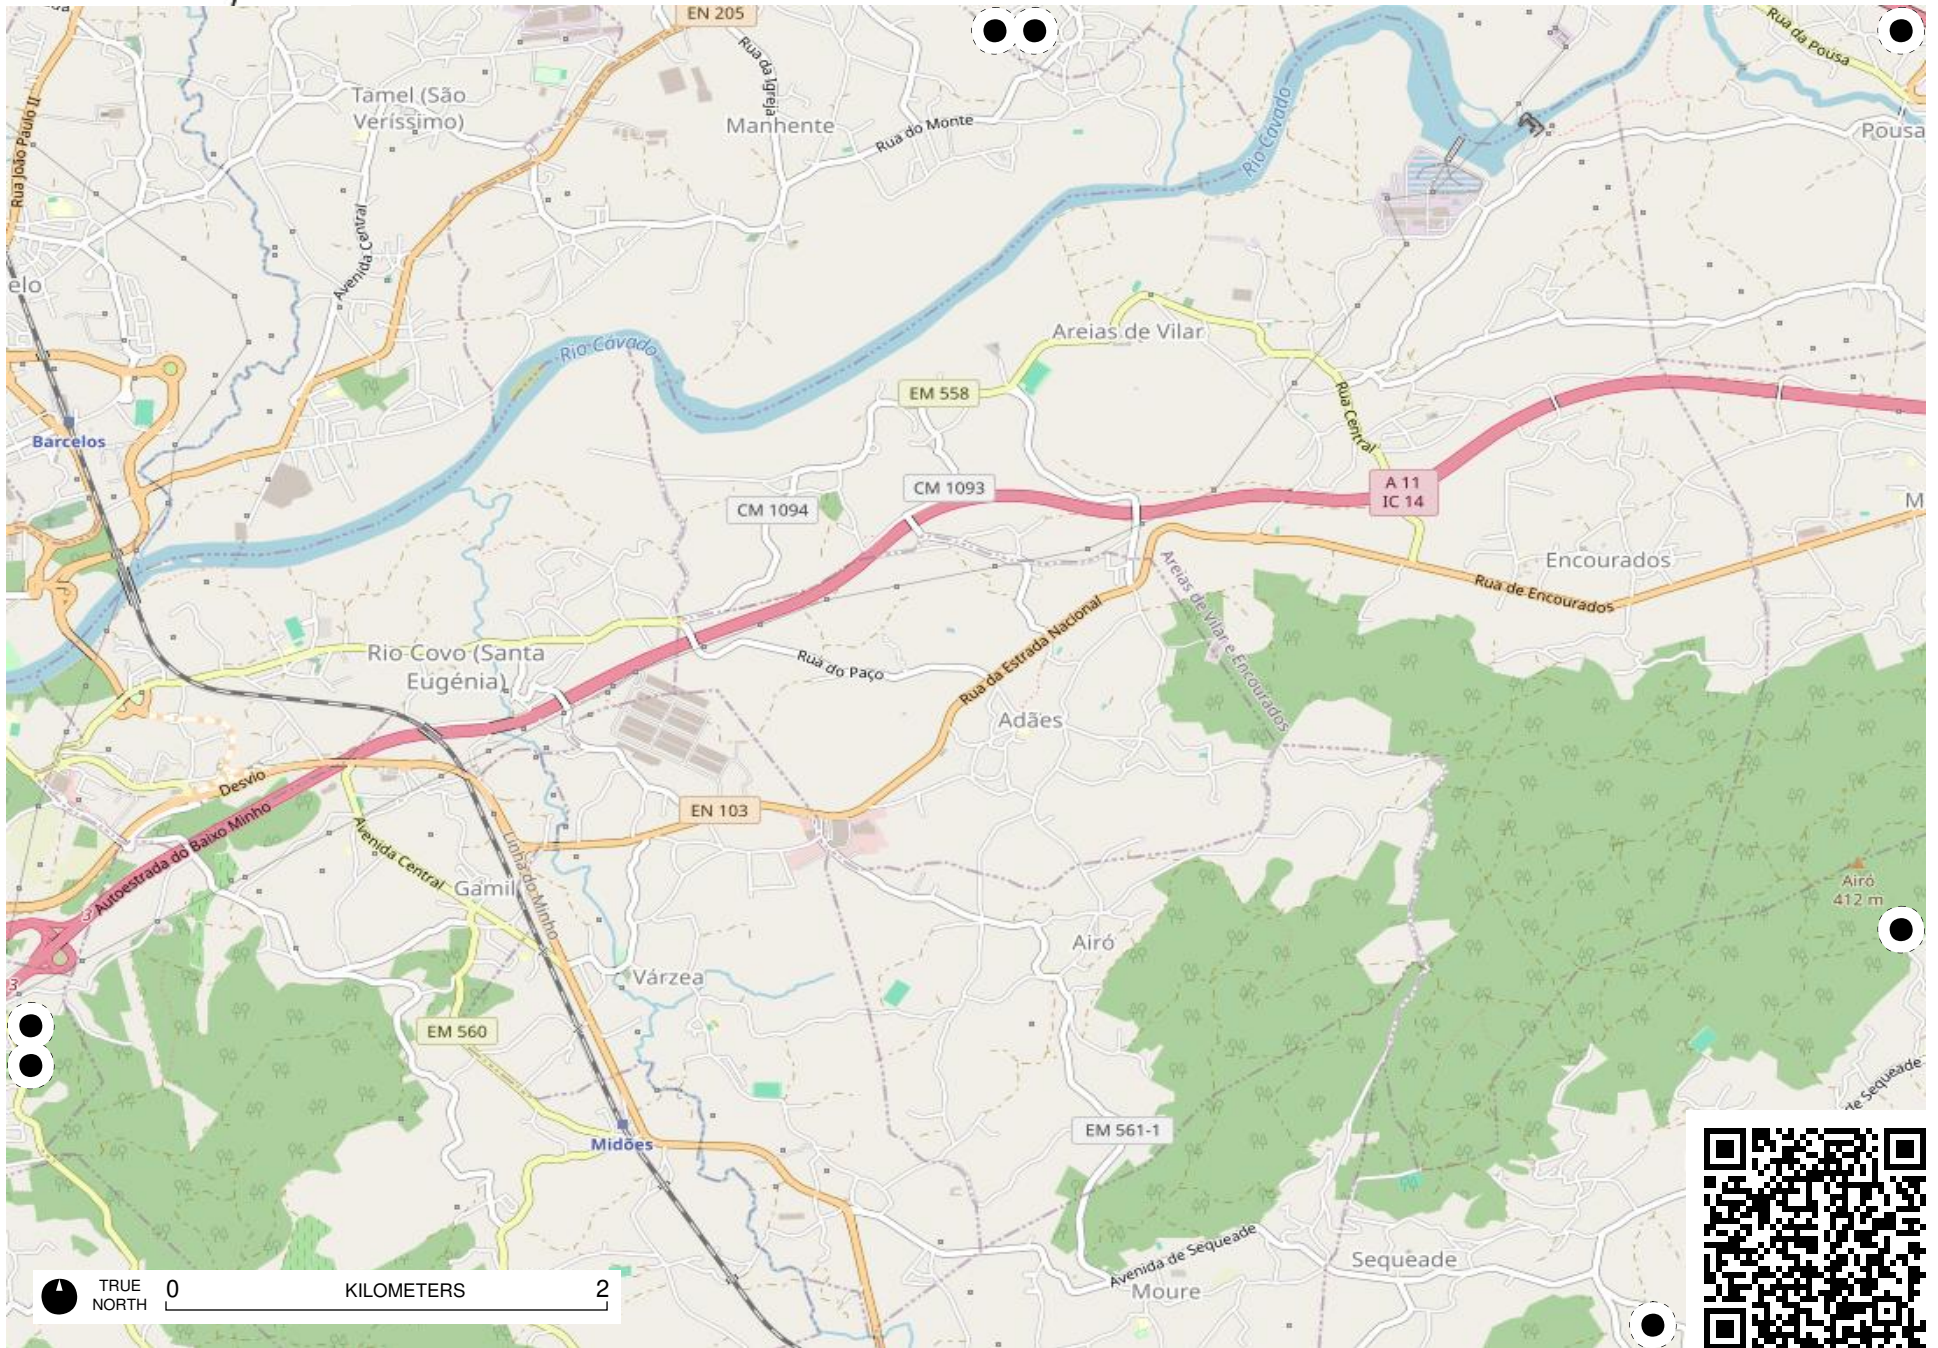 EN 205
Rua da Pousa
Rua João Paulo II
Tamel (São
Veríssimo)
Rua da Igreja
Manhente
Rua do Monte
Rio Cávado
Pousa
Avenida Central
elo
Rio Cávado
Areias de Vilar
EM 558
Rua Central
Barcelos
CM 1093
CM 1094
A 11
IC 14
M
Encourados
Areias de Vilar e Encourados
Rua de Encourados
Rua da Estrada Nacional
Rio Covo (Santa
Eugénia)
Rua do Paço
Adães
Desvio
EN 103
Autoestrada do Baixo Minho
Avenida Central
Linha do Minho
Gamil
Airó
412 m
3
Airó
Várzea
3
EM 560
de Sequeade
EM 561-1
Midões
Avenida de Sequeade
Sequeade
Moure
TRUE
NORTH
0 KILOMETERS 2